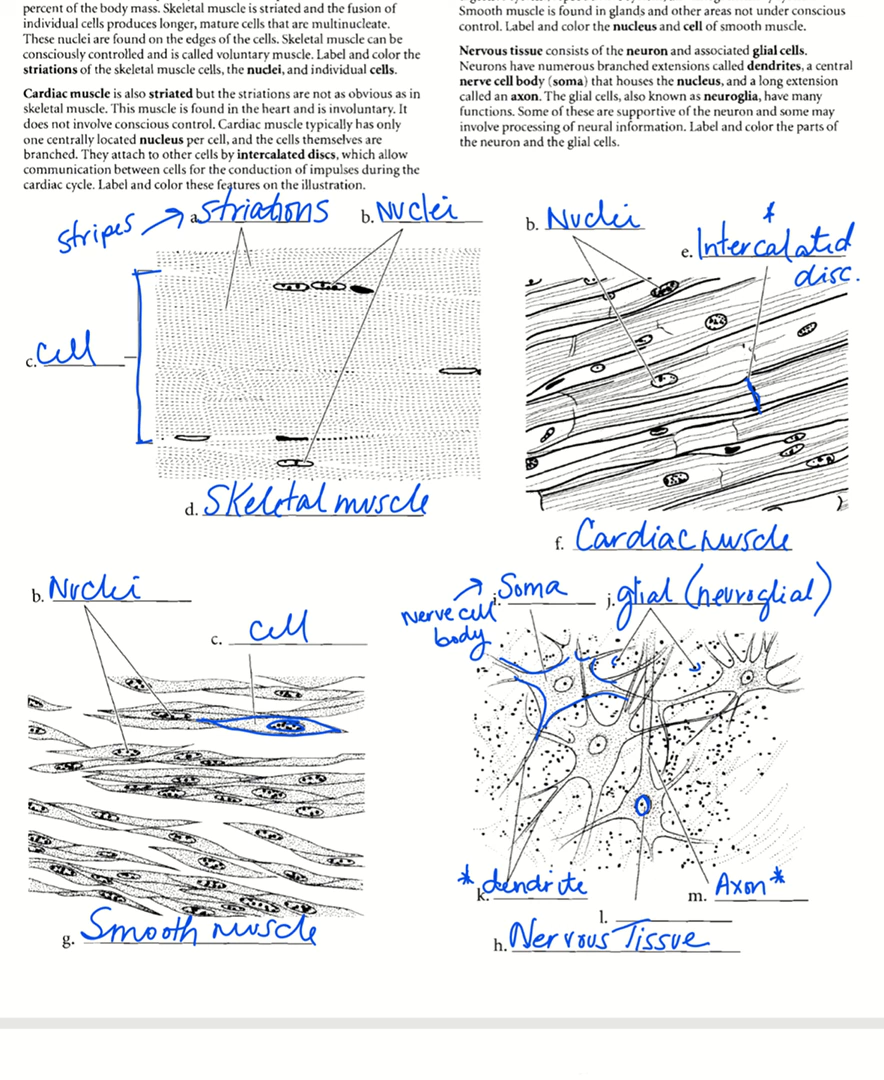 percent of the body mass. Skeletal muscle is striated and the fusion of
individual cells produces longer, mature cells that are multinucleate.
These nuclei are found on the edges of the cells. Skeletal muscle can be
consciously controlled and is called voluntary muscle. Label and color the
striations of the skeletal muscle cells, the nuclei, and individual cells.
Cardiac muscle is also striated but the striations are not as obvious as in
skeletal muscle. This muscle is found in the heart and is involuntary. It
does not involve conscious control. Cardiac muscle typically has only
one centrally located nucleus per cell, and the cells themselves are
branched. They attach to other cells by intercalated discs, which allow
communication between cells for the conduction of impulses during the
cardiac cycle. Label and color these features on the illustration.
Smooth muscle is found in glands and other areas not under conscious
control. Label and color the nucleus and cell of smooth muscle.
Nervous tissue consists of the neuron and associated glial cells.
Neurons have numerous branched extensions called dendrites, a central
nerve cell body (soma) that houses the nucleus, and a long extension
called an axon. The glial cells, also known as neuroglia, have many
functions. Some of these are supportive of the neuron and some may
involve processing of neural information. Label and color the parts of
the neuron and the glial cells.
stripes → a. Striations
b. Nuclei
c. Cell
d. Skeletal muscle
b. Nuclei
e. Intercalated
disc.
f. Cardiac muscle
b. Nuclei
c. cell
g. Smooth muscle
i. Soma
Nerve cell
body
j. glial (neuroglial)
* k. dendrite
l.
m. Axon *
h. Nervous Tissue